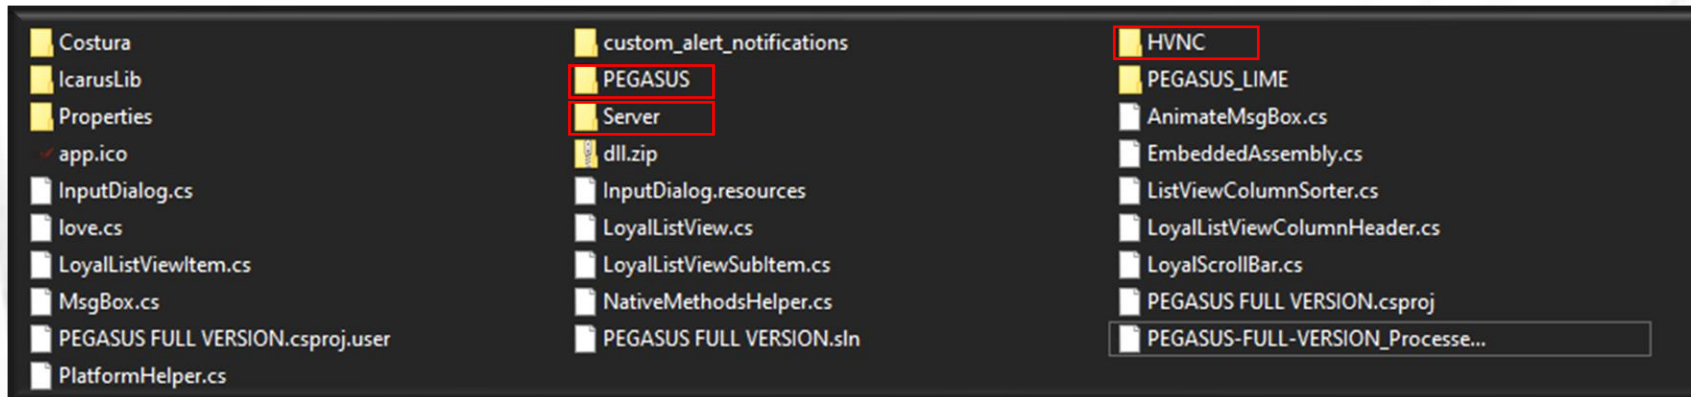 Costura
custom_alert_notifications
HVNC
IcarusLib
PEGASUS
PEGASUS_LIME
Properties
Server
AnimateMsgBox.cs
app.ico
dll.zip
EmbeddedAssembly.cs
InputDialog.cs
InputDialog.resources
ListViewColumnSorter.cs
love.cs
LoyalListView.cs
LoyalListViewColumnHeader.cs
LoyalListViewItem.cs
LoyalListViewSubItem.cs
LoyalScrollBar.cs
MsgBox.cs
NativeMethodsHelper.cs
PEGASUS FULL VERSION.csproj
PEGASUS FULL VERSION.csproj.user
PEGASUS FULL VERSION.sln
PEGASUS-FULL-VERSION_Processe...
PlatformHelper.cs